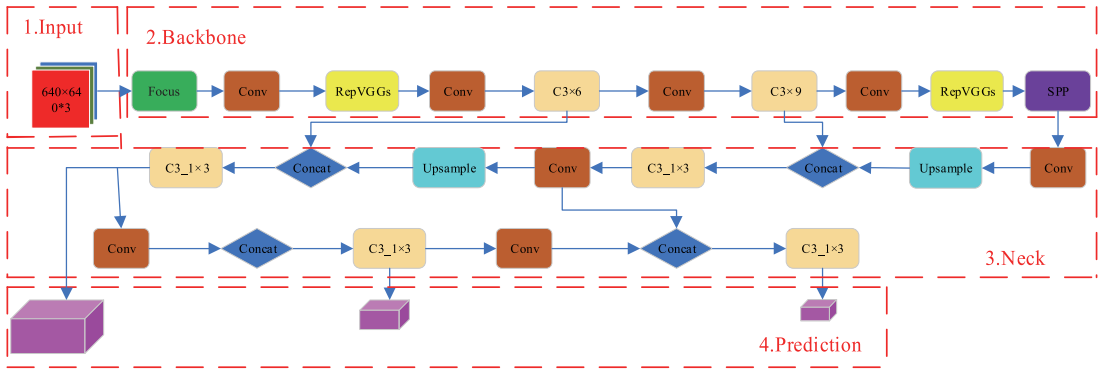 1.Input
2.Backbone
640×64
0*3
Focus
Conv
RepVGGs
Conv
C3×6
Conv
C3×9
Conv
RepVGGs
SPP
C3_1×3
Concat
Upsample
Conv
C3_1×3
Concat
Upsample
Conv
Conv
Concat
C3_1×3
Conv
Concat
C3_1×3
3.Neck
4.Prediction